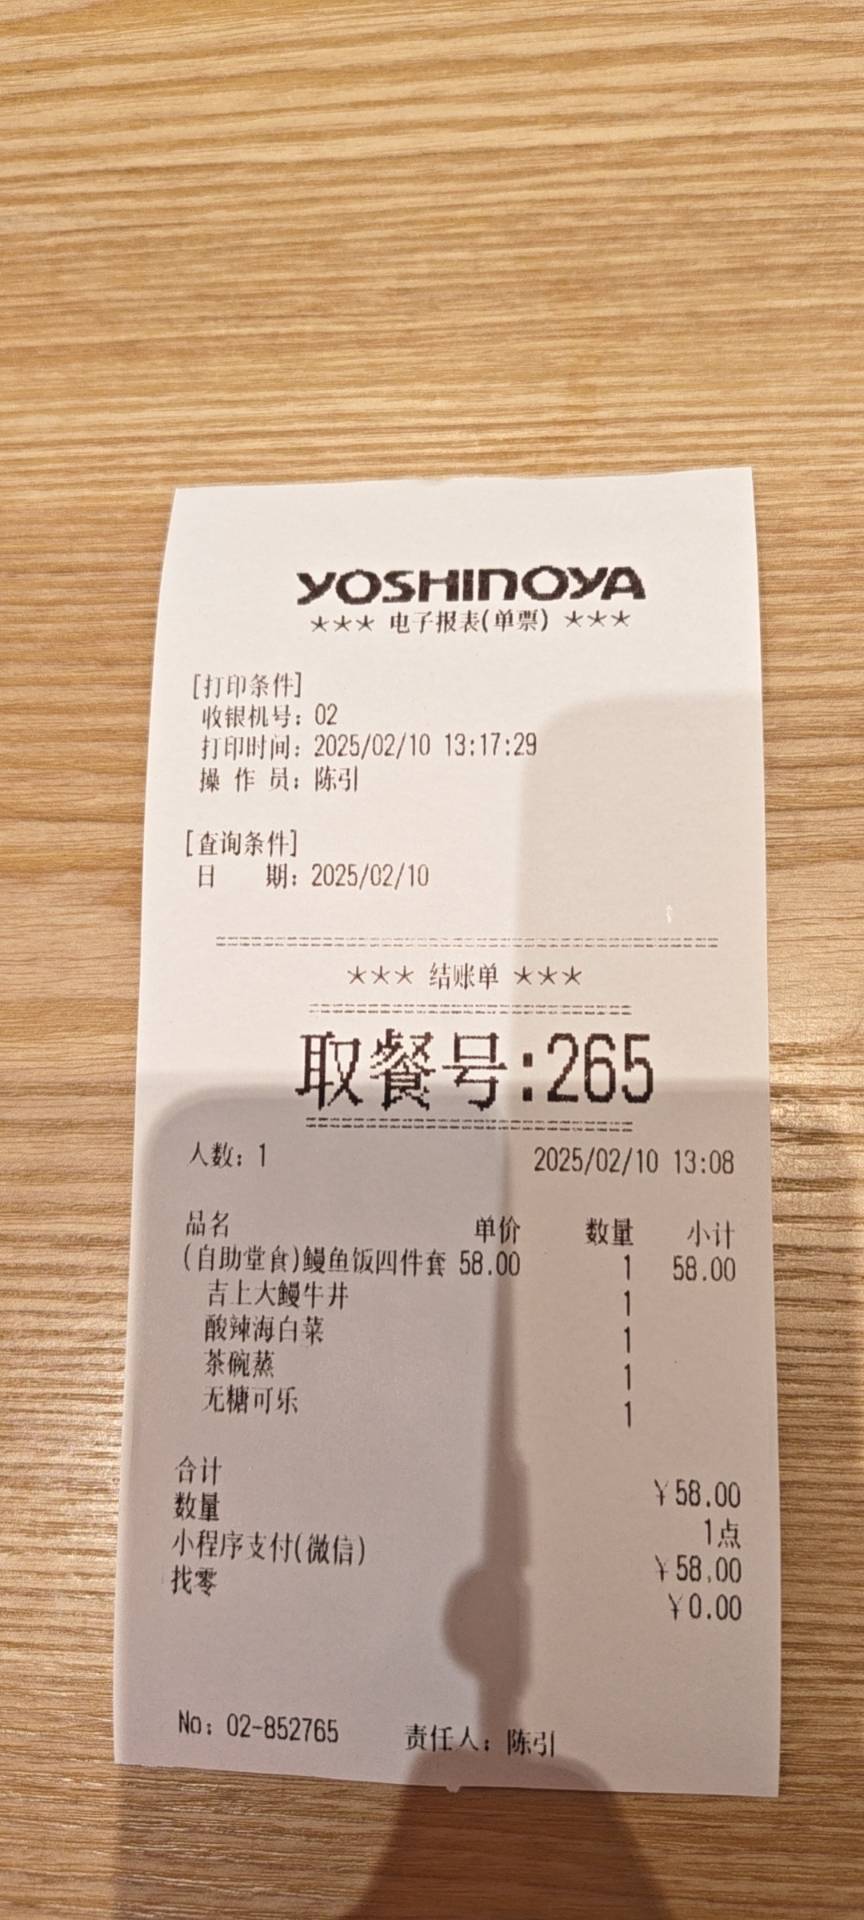 YOSHINOYA
*** 电子报表(单票) ***
[打印条件]
收银机号: 02
打印时间: 2025/02/10 13:17:29
操 作 员: 陈引
[查询条件]
日 期: 2025/02/10
*** 结账单 ***
取餐号:265
人数: 1 2025/02/10 13:08
品名 单价 数量 小计
(自助堂食)鳗鱼饭四件套 58.00 1 58.00
吉上大鳗牛丼 1
酸辣海白菜 1
茶碗蒸 1
无糖可乐 1
合计 ¥58.00
数量 1点
小程序支付(微信) ¥58.00
找零 ¥0.00
No: 02-852765 责任人: 陈引